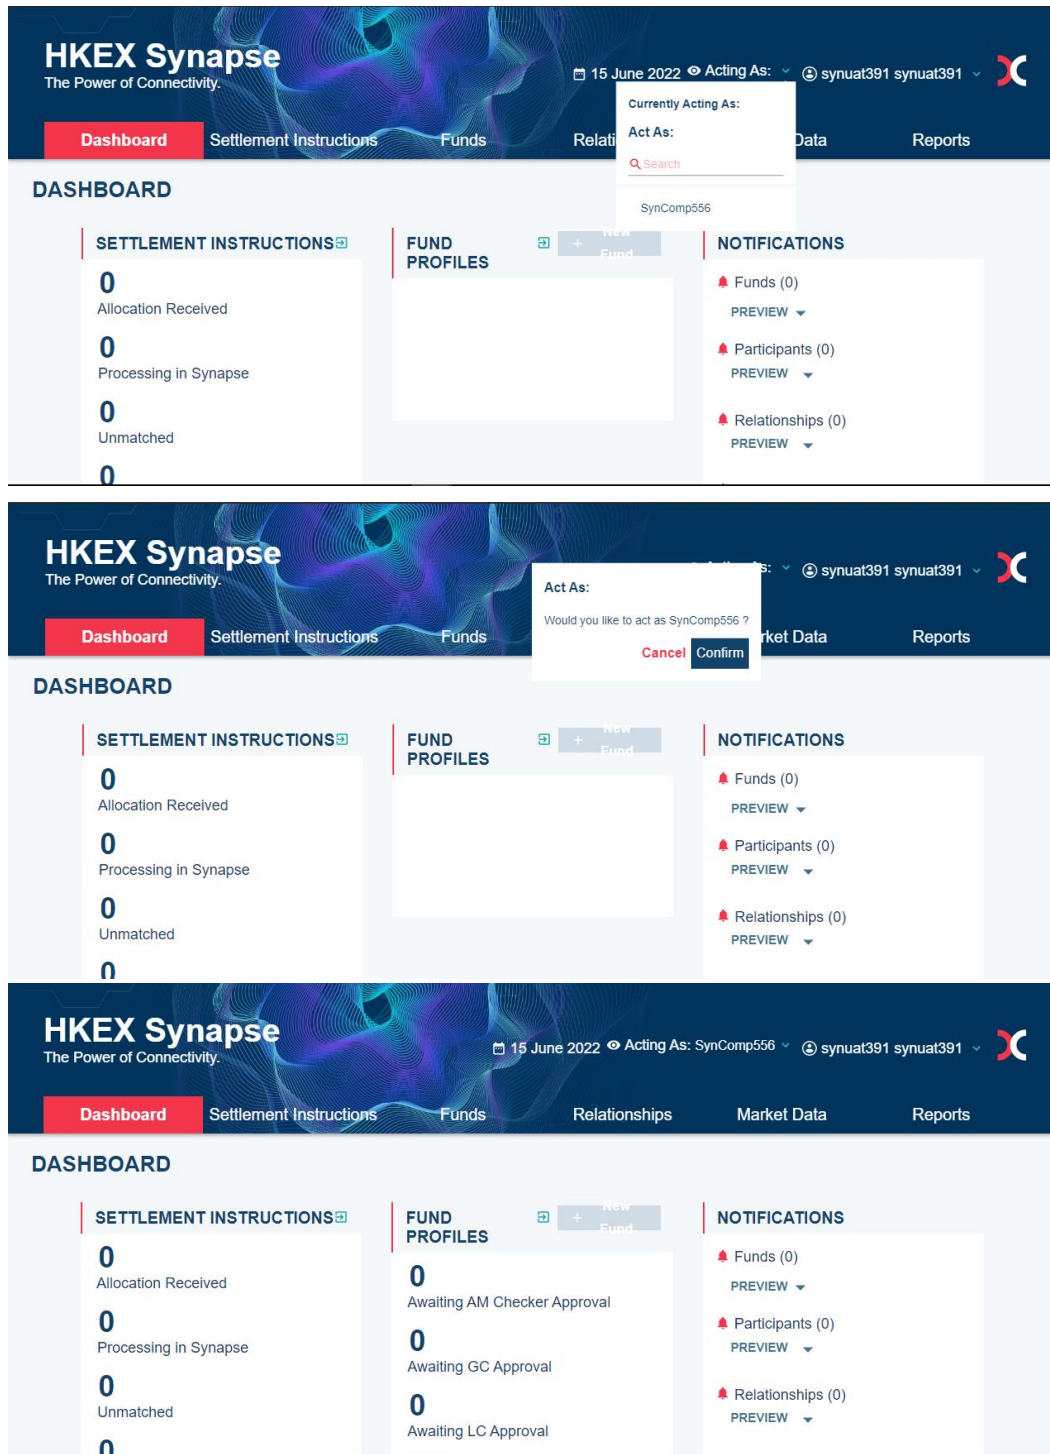 HKEX Synapse
The Power of Connectivity.
15 June 2022 Acting As: synuat391 synuat391
Currently Acting As:
Act As:
Search
SynComp556
Dashboard Settlement Instructions Funds Relati Data Reports
DASHBOARD
SETTLEMENT INSTRUCTIONS
0
Allocation Received
0
Processing in Synapse
0
Unmatched
0
FUND
PROFILES
+ New
Fund
NOTIFICATIONS
Funds (0)
PREVIEW
Participants (0)
PREVIEW
Relationships (0)
PREVIEW
HKEX Synapse
The Power of Connectivity.
s: synuat391 synuat391
Act As:
Would you like to act as SynComp556 ?
Cancel Confirm
Dashboard Settlement Instructions Funds rket Data Reports
DASHBOARD
SETTLEMENT INSTRUCTIONS
0
Allocation Received
0
Processing in Synapse
0
Unmatched
0
FUND
PROFILES
+ New
Fund
NOTIFICATIONS
Funds (0)
PREVIEW
Participants (0)
PREVIEW
Relationships (0)
PREVIEW
HKEX Synapse
The Power of Connectivity.
15 June 2022 Acting As: SynComp556 synuat391 synuat391
Dashboard Settlement Instructions Funds Relationships Market Data Reports
DASHBOARD
SETTLEMENT INSTRUCTIONS
0
Allocation Received
0
Processing in Synapse
0
Unmatched
0
FUND
PROFILES
+ New
Fund
0
Awaiting AM Checker Approval
0
Awaiting GC Approval
0
Awaiting LC Approval
NOTIFICATIONS
Funds (0)
PREVIEW
Participants (0)
PREVIEW
Relationships (0)
PREVIEW